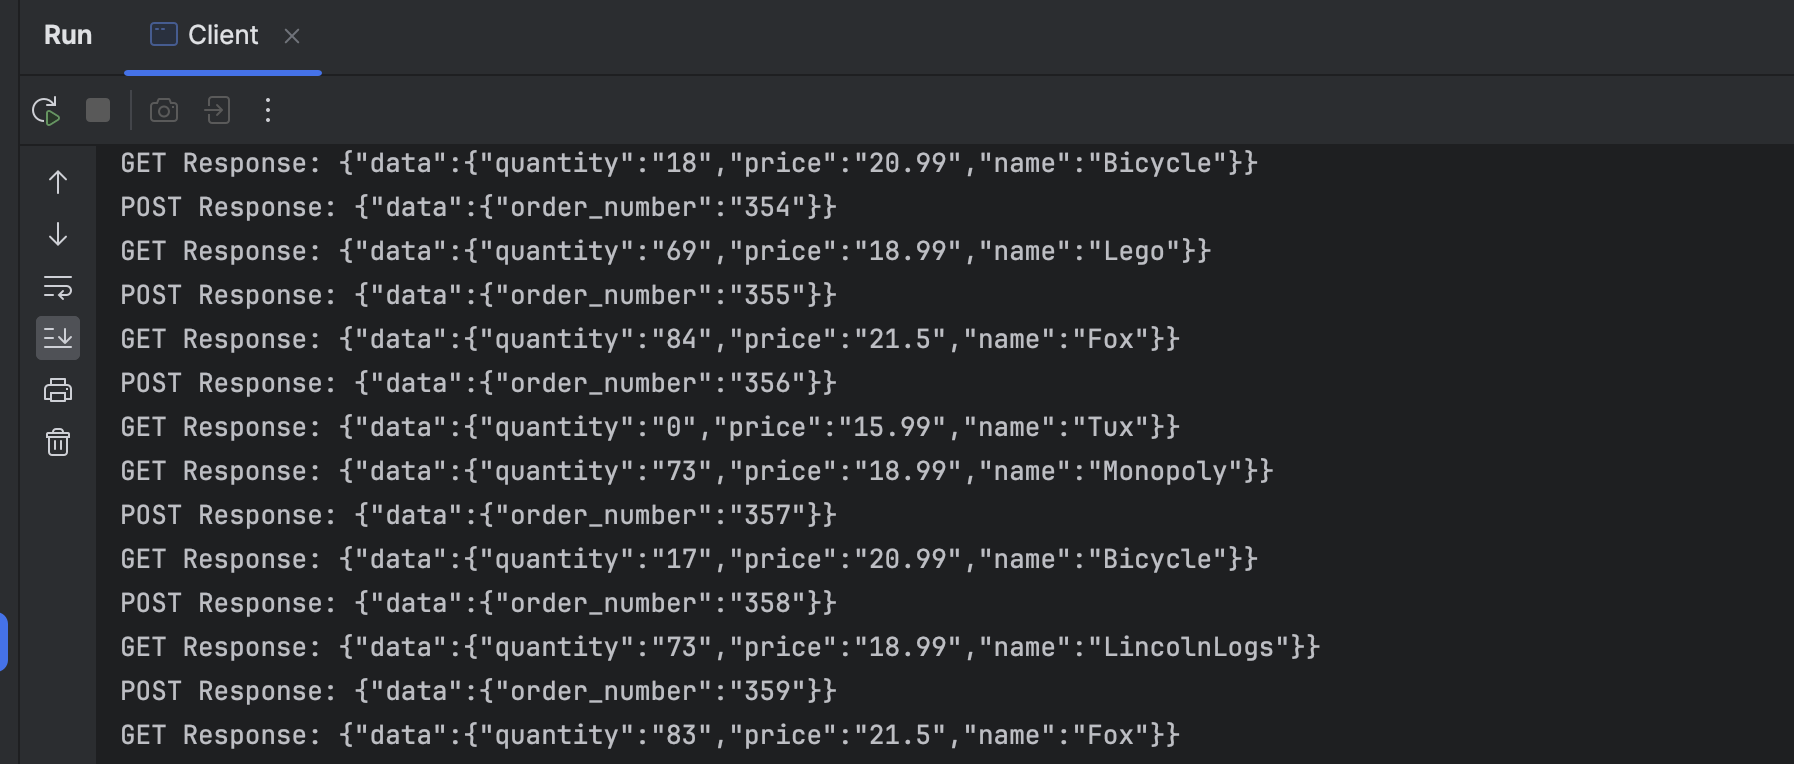 Run Client
GET Response: {"data":{"quantity":"18","price":"20.99","name":"Bicycle"}}
POST Response: {"data":{"order_number":"354"}}
GET Response: {"data":{"quantity":"69","price":"18.99","name":"Lego"}}
POST Response: {"data":{"order_number":"355"}}
GET Response: {"data":{"quantity":"84","price":"21.5","name":"Fox"}}
POST Response: {"data":{"order_number":"356"}}
GET Response: {"data":{"quantity":"0","price":"15.99","name":"Tux"}}
GET Response: {"data":{"quantity":"73","price":"18.99","name":"Monopoly"}}
POST Response: {"data":{"order_number":"357"}}
GET Response: {"data":{"quantity":"17","price":"20.99","name":"Bicycle"}}
POST Response: {"data":{"order_number":"358"}}
GET Response: {"data":{"quantity":"73","price":"18.99","name":"LincolnLogs"}}
POST Response: {"data":{"order_number":"359"}}
GET Response: {"data":{"quantity":"83","price":"21.5","name":"Fox"}}